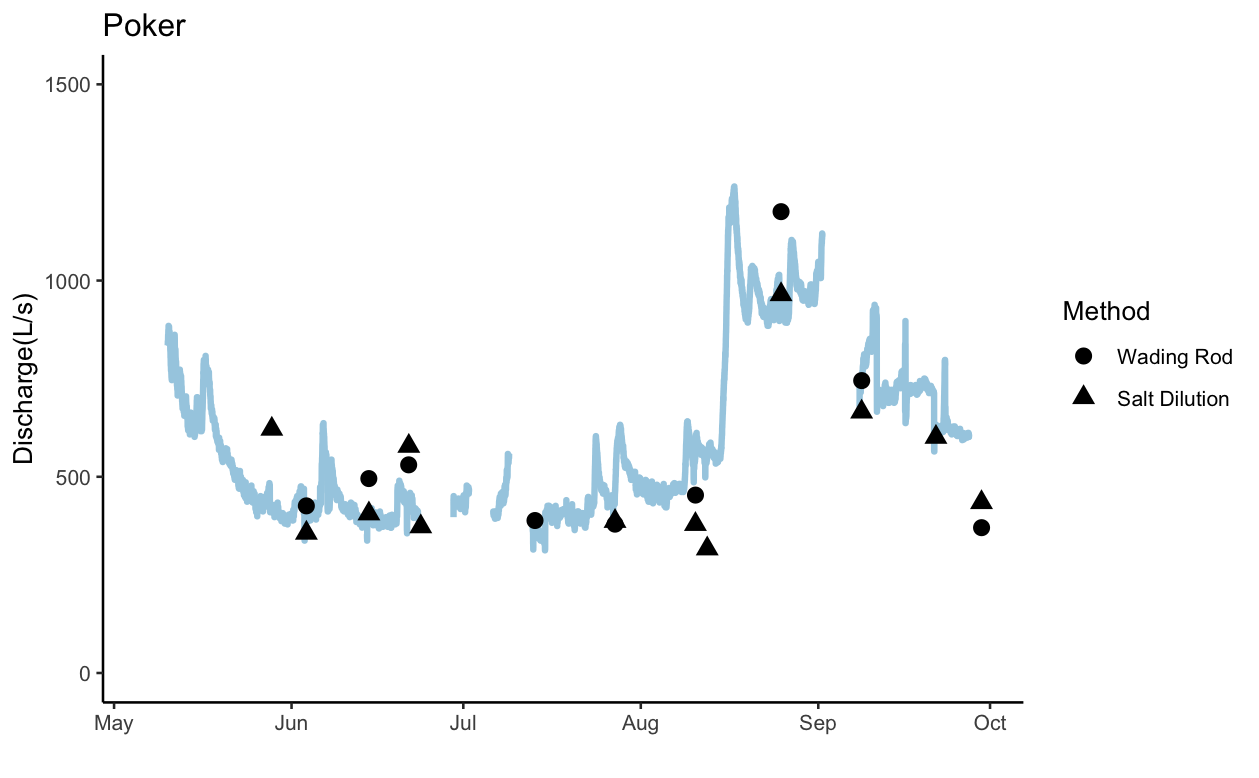 Poker
1500
1000
500
0
Discharge(L/s)
May Jun Jul Aug Sep Oct
Method
Wading Rod
Salt Dilution